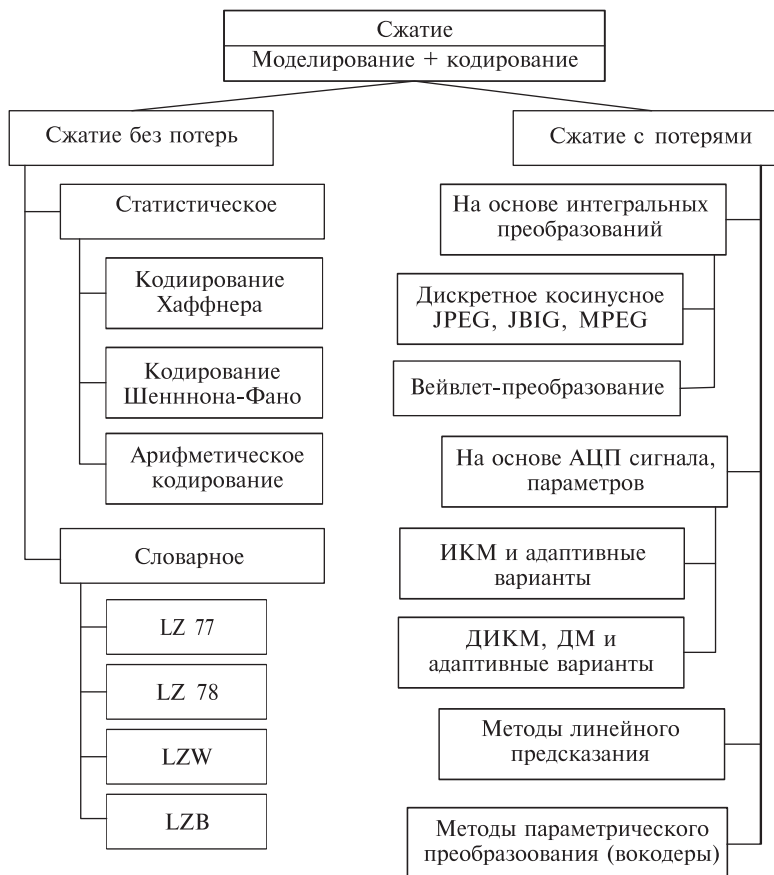 Сжатие
Моделирование + кодирование
Сжатие без потерь
Статистическое
Кодиирование
Хаффнера
Кодирование
Шенннона-Фано
Арифметическое
кодирование
Словарное
LZ 77
LZ 78
LZW
LZB
Сжатие с потерями
На основе интегральных
преобразований
Дискретное косинусное
JPEG, JBIG, MPEG
Вейвлет-преобразование
На основе АЦП сигнала,
параметров
ИКМ и адаптивные
варианты
ДИКМ, ДМ и
адаптивные варианты
Методы линейного
предсказания
Методы параметрического
преобразоования (вокодеры)